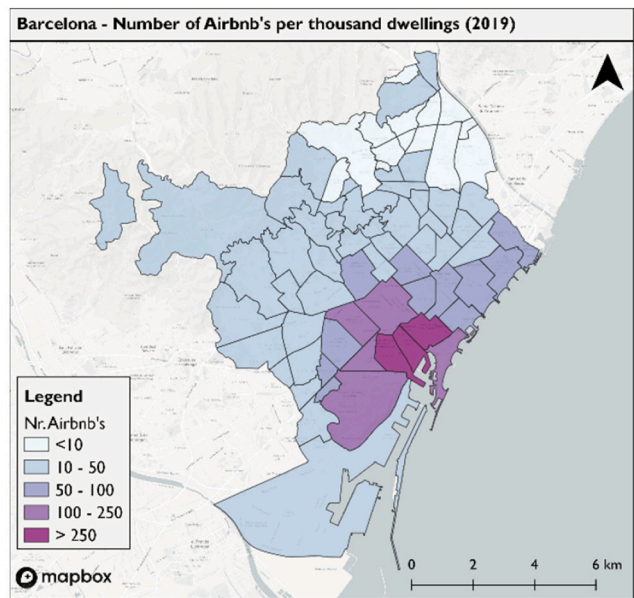 Barcelona - Number of Airbnb's per thousand dwellings (2019)
Legend
Nr. Airbnb's
<10
10 - 50
50 - 100
100 - 250
> 250
mapbox
0 2 4 6 km